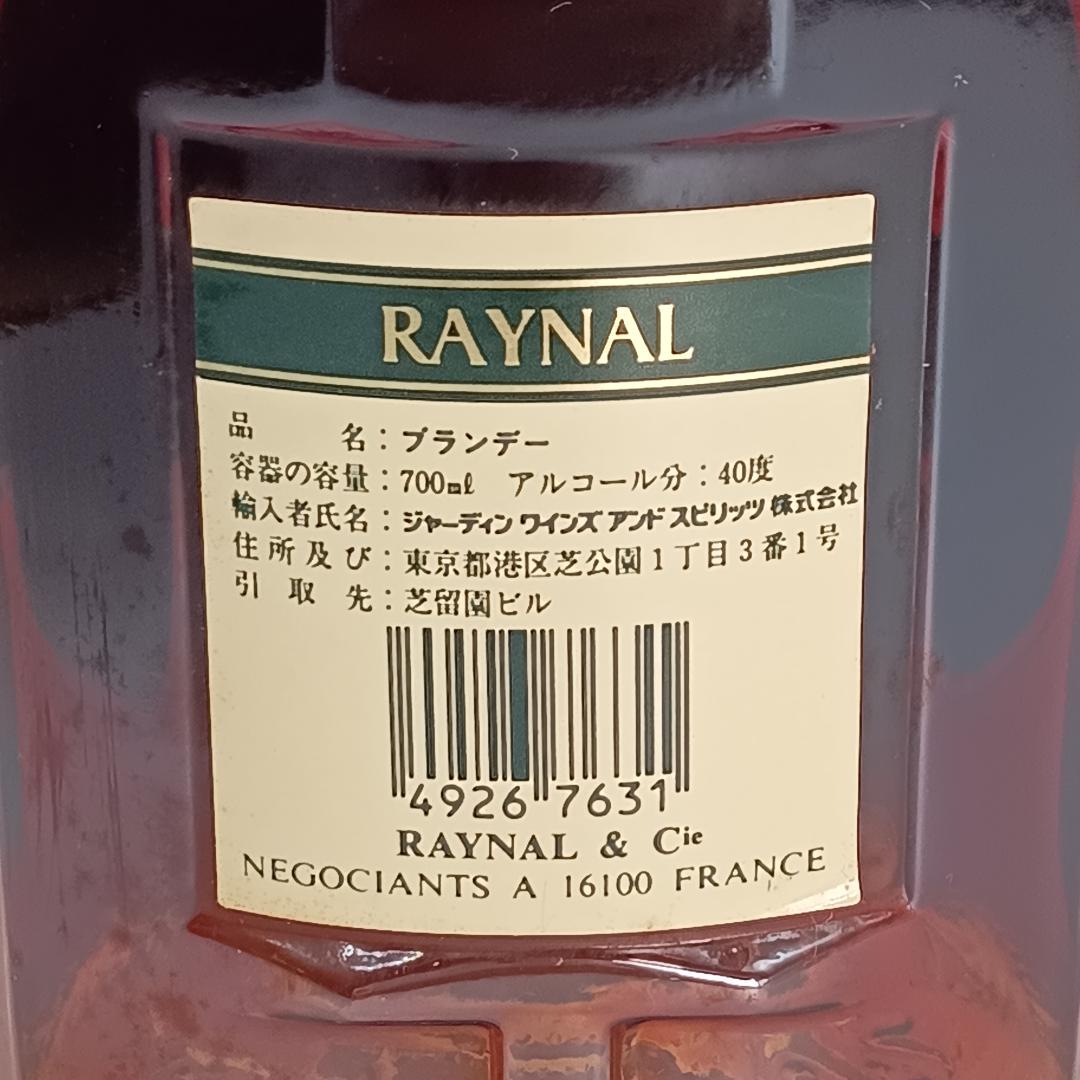 RAYNAL
品名：ブランデー
容器の容量：700ml アルコール分：40度
輸入者氏名：ジャーディン ワインズ アンド スピリッツ 株式会社
住所及び：東京都港区芝公園1丁目3番1号
引取先：芝留園ビル
4926 7631
RAYNAL & Cie
NEGOCIANTS A 16100 FRANCE